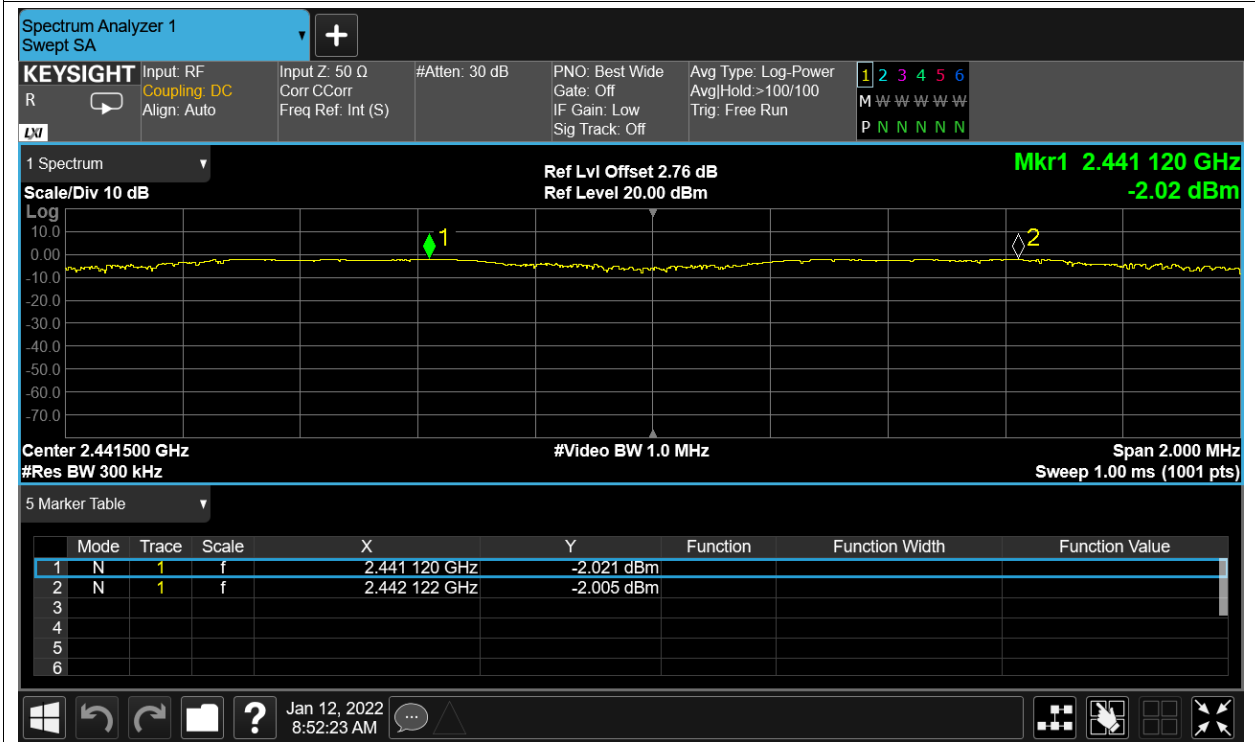 Spectrum Analyzer 1
Swept SA
+
KEYSIGHT Input: RF Input Z: 50 Ω #Atten: 30 dB PNO: Best Wide Avg Type: Log-Power 1 2 3 4 5 6
R Coupling: DC Corr CCorr Gate: Off Avg|Hold:>100/100 M W W W W W
Align: Auto Freq Ref: Int (S) IF Gain: Low Trig: Free Run
LXI Sig Track: Off P N N N N N
1 Spectrum Ref Lvl Offset 2.76 dB Mkr1 2.441 120 GHz
Scale/Div 10 dB Ref Level 20.00 dBm -2.02 dBm
Log
10.0
1 2
0.00
-10.0
-20.0
-30.0
-40.0
-50.0
-60.0
-70.0
Center 2.441500 GHz #Video BW 1.0 MHz Span 2.000 MHz
#Res BW 300 kHz Sweep 1.00 ms (1001 pts)
5 Marker Table
Mode Trace Scale X Y Function Function Width Function Value
1 N 1 f 2.441 120 GHz -2.021 dBm
2 N 1 f 2.442 122 GHz -2.005 dBm
3
4
5
6
? Jan 12, 2022
8:52:23 AM